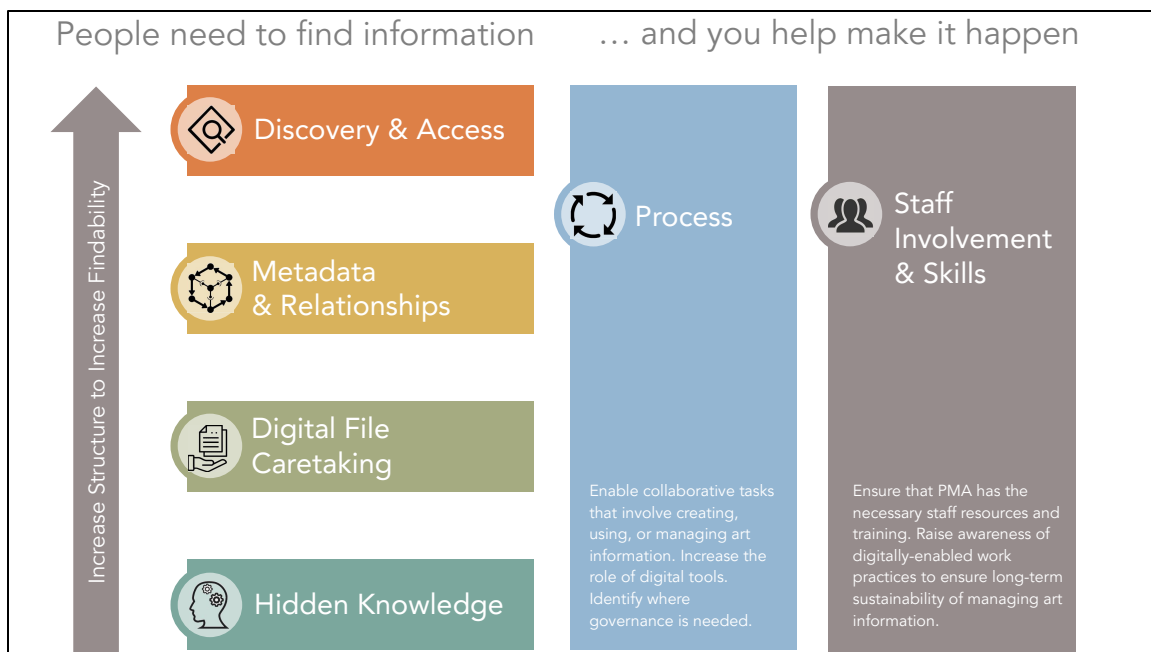 People need to find information
... and you help make it happen
Increase Structure to Increase Findability
Discovery & Access
Metadata
& Relationships
Digital File
Caretaking
Hidden Knowledge
Process
Enable collaborative tasks
that involve creating,
using, or managing art
information. Increase the
role of digital tools.
Identify where
governance is needed.
Staff
Involvement
& Skills
Ensure that PMA has the
necessary staff resources and
training. Raise awareness of
digitally-enabled work
practices to ensure long-term
sustainability of managing art
information.